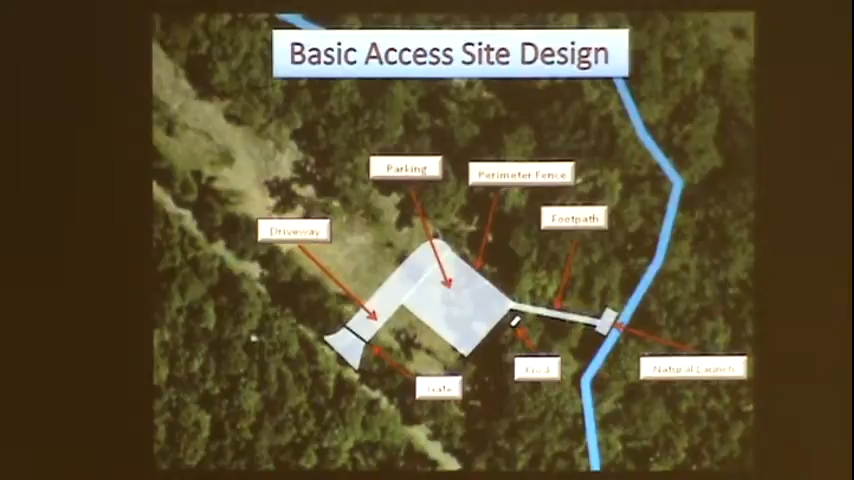 Basic Access Site Design
Parking
Perimeter Fence
Footpath
Driveway
Natural Launch
Gate